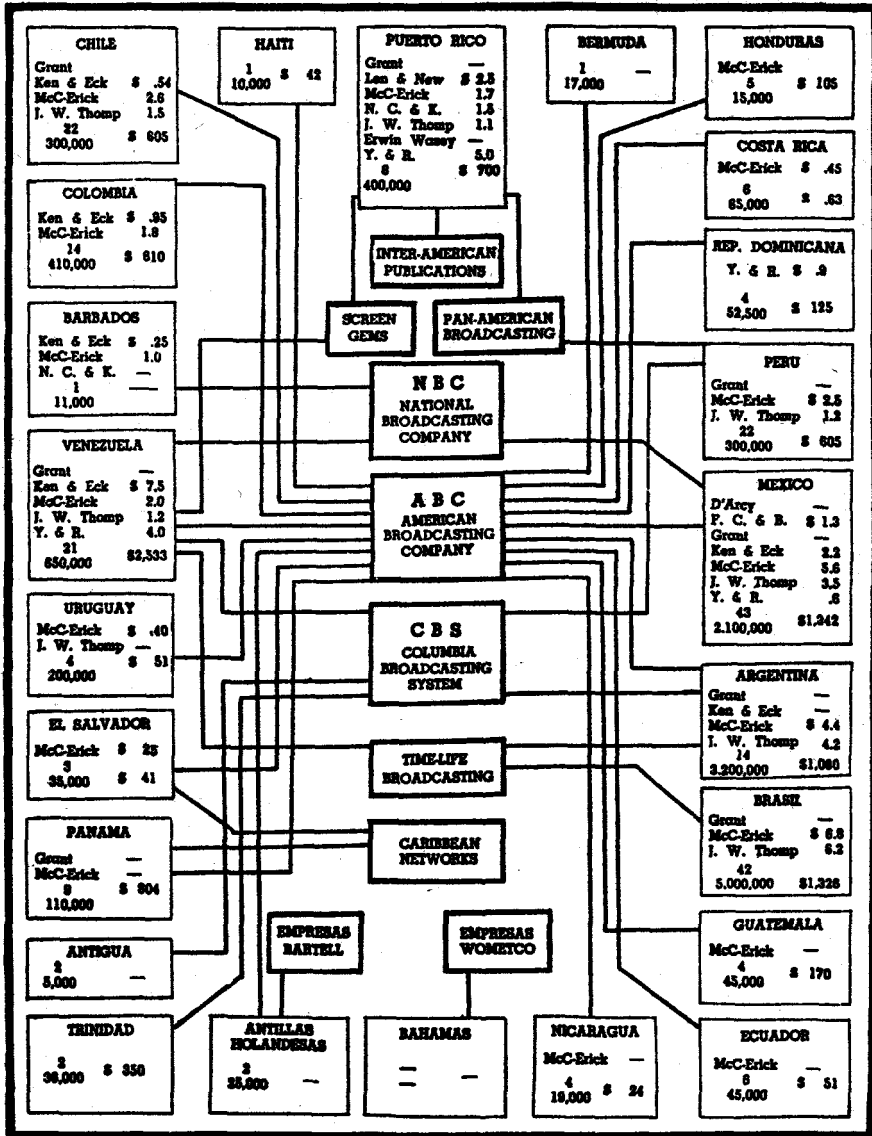 CHILE
Grant
Ken & Eck $ .54
McC-Erick 2.6
J. W. Thomp 1.5
22
300,000 $ 605
HAITI
1
10,000 $ 42
PUERTO RICO
Grant —
Len & New $ 2.5
McC-Erick 1.7
N. C. & K. 1.5
J. W. Thomp 1.1
Erwin Wasey —
Y. & R. 5.0
8 $ 700
400,000
BERMUDA
1
17,000 —
HONDURAS
McC-Erick —
5
15,000 $ 105
COLOMBIA
Ken & Eck $ .95
McC-Erick 1.8
14
410,000 $ 610
COSTA RICA
McC-Erick $ .45
6
65,000 .63
INTER-AMERICAN
PUBLICATIONS
REP. DOMINICANA
Y. & R. $ .9
4
52,500 $ 125
BARBADOS
Ken & Eck $ .25
McC-Erick 1.0
N. C. & K. —
1 —
11,000
SCREEN
GEMS
PAN-AMERICAN
BROADCASTING
PERU
Grant —
McC-Erick $ 2.5
J. W. Thomp 1.2
22
300,000 $ 605
NBC
NATIONAL
BROADCASTING
COMPANY
VENEZUELA
Grant —
Ken & Eck $ 7.5
McC-Erick 2.0
J. W. Thomp 1.2
Y. & R. 4.0
21
650,000 $2,533
ABC
AMERICAN
BROADCASTING
COMPANY
MEXICO
D'Arcy —
F. C. & B. $ 1.3
Grant —
Ken & Eck 2.2
McC-Erick 5.6
J. W. Thomp 3.5
Y. & R. .6
43
2.100,000 $1,242
URUGUAY
McC-Erick $ .40
J. W. Thomp —
4 $ 51
200,000
CBS
COLUMBIA
BROADCASTING
SYSTEM
ARGENTINA
Grant —
Ken & Eck —
McC-Erick $ 4.4
J. W. Thomp 4.2
14
3.200,000 $1,080
EL SALVADOR
McC-Erick $ 25
3
35,000 $ 41
TIME-LIFE
BROADCASTING
BRASIL
Grant —
McC-Erick $ 6.8
J. W. Thomp 6.2
42
5.000,000 $1,326
PANAMA
Grant —
McC-Erick —
$ 804
110,000
CARIBBEAN
NETWORKS
GUATEMALA
McC-Erick —
4
45,000 $ 170
EMPRESAS
BARTELL
EMPRESAS
WOMETCO
ANTIGUA
2
5,000 —
TRINIDAD
2
36,000 $ 350
ANTILLAS
HOLANDESAS
2
25,000 —
BAHAMAS
—
— —
NICARAGUA
McC-Erick —
4
19,000 $ 24
ECUADOR
McC-Erick —
6
45,000 $ 51